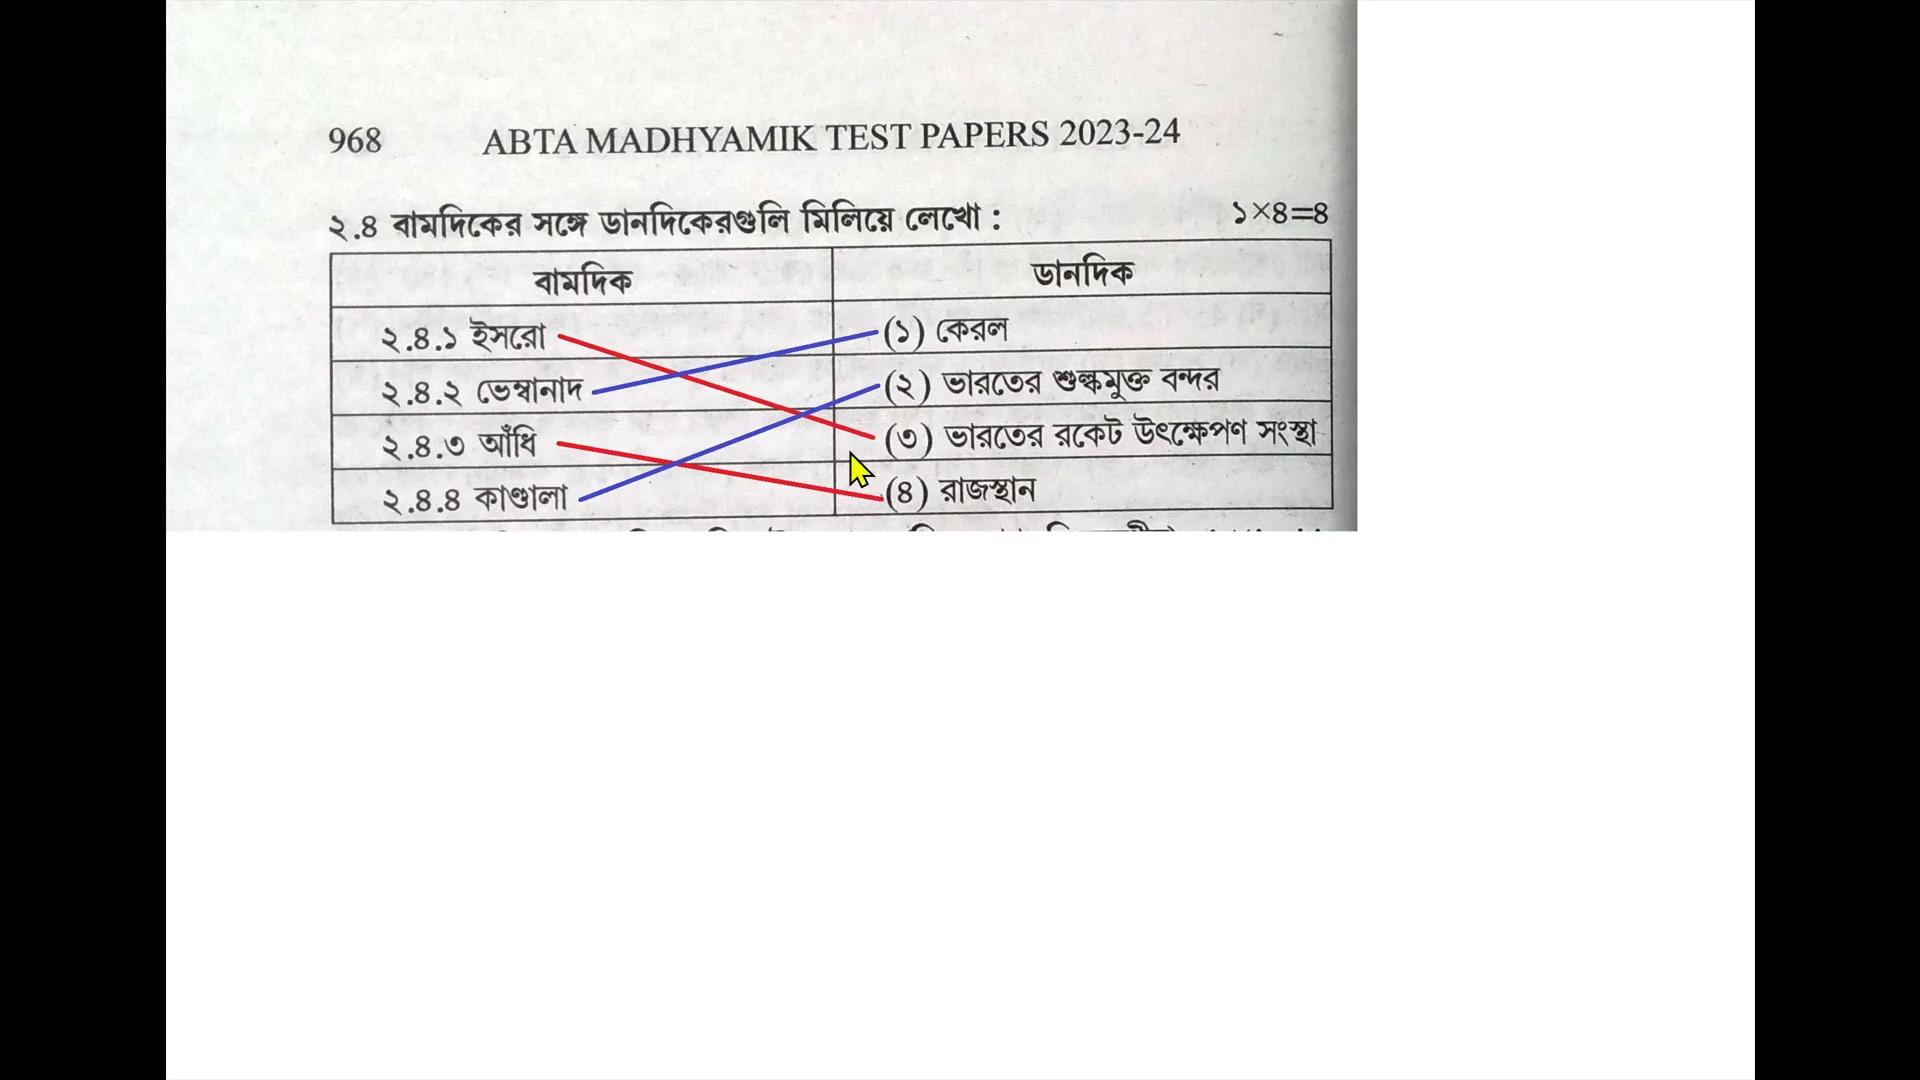 968 ABTA MADHYAMIK TEST PAPERS 2023-24
২.৪ বামদিকের সঙ্গে ডানদিকেরগুলি মিলিয়ে লেখো : ১×৪=৪
বামদিক ডানদিক
২.৪.১ ইসরো (১) কেরল
২.৪.২ ভেম্বানাদ (২) ভারতের শুল্কমুক্ত বন্দর
২.৪.৩ আঁধি (৩) ভারতের রকেট উৎক্ষেপণ সংস্থা
২.৪.৪ কাণ্ডালা (৪) রাজস্থান